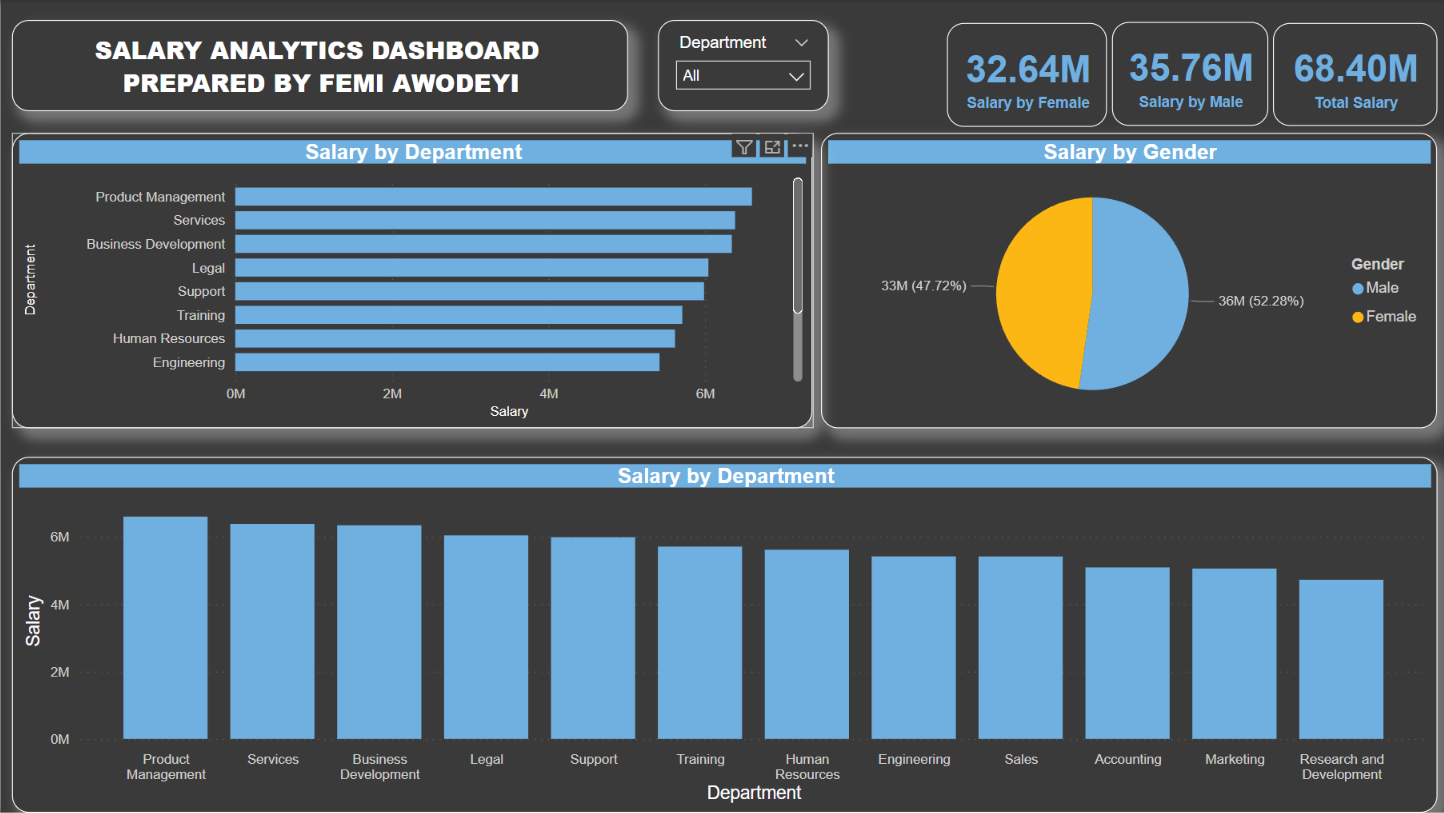 SALARY ANALYTICS DASHBOARD
PREPARED BY FEMI AWODEYI
Department
All
32.64M
Salary by Female
35.76M
Salary by Male
68.40M
Total Salary
Salary by Department
Department
Product Management
Services
Business Development
Legal
Support
Training
Human Resources
Engineering
0M 2M 4M 6M
Salary
Salary by Gender
33M (47.72%)
36M (52.28%)
Gender
Male
Female
Salary by Department
Salary
6M
4M
2M
0M
Product Management
Services
Business Development
Legal
Support
Training
Human Resources
Engineering
Sales
Accounting
Marketing
Research and Development
Department